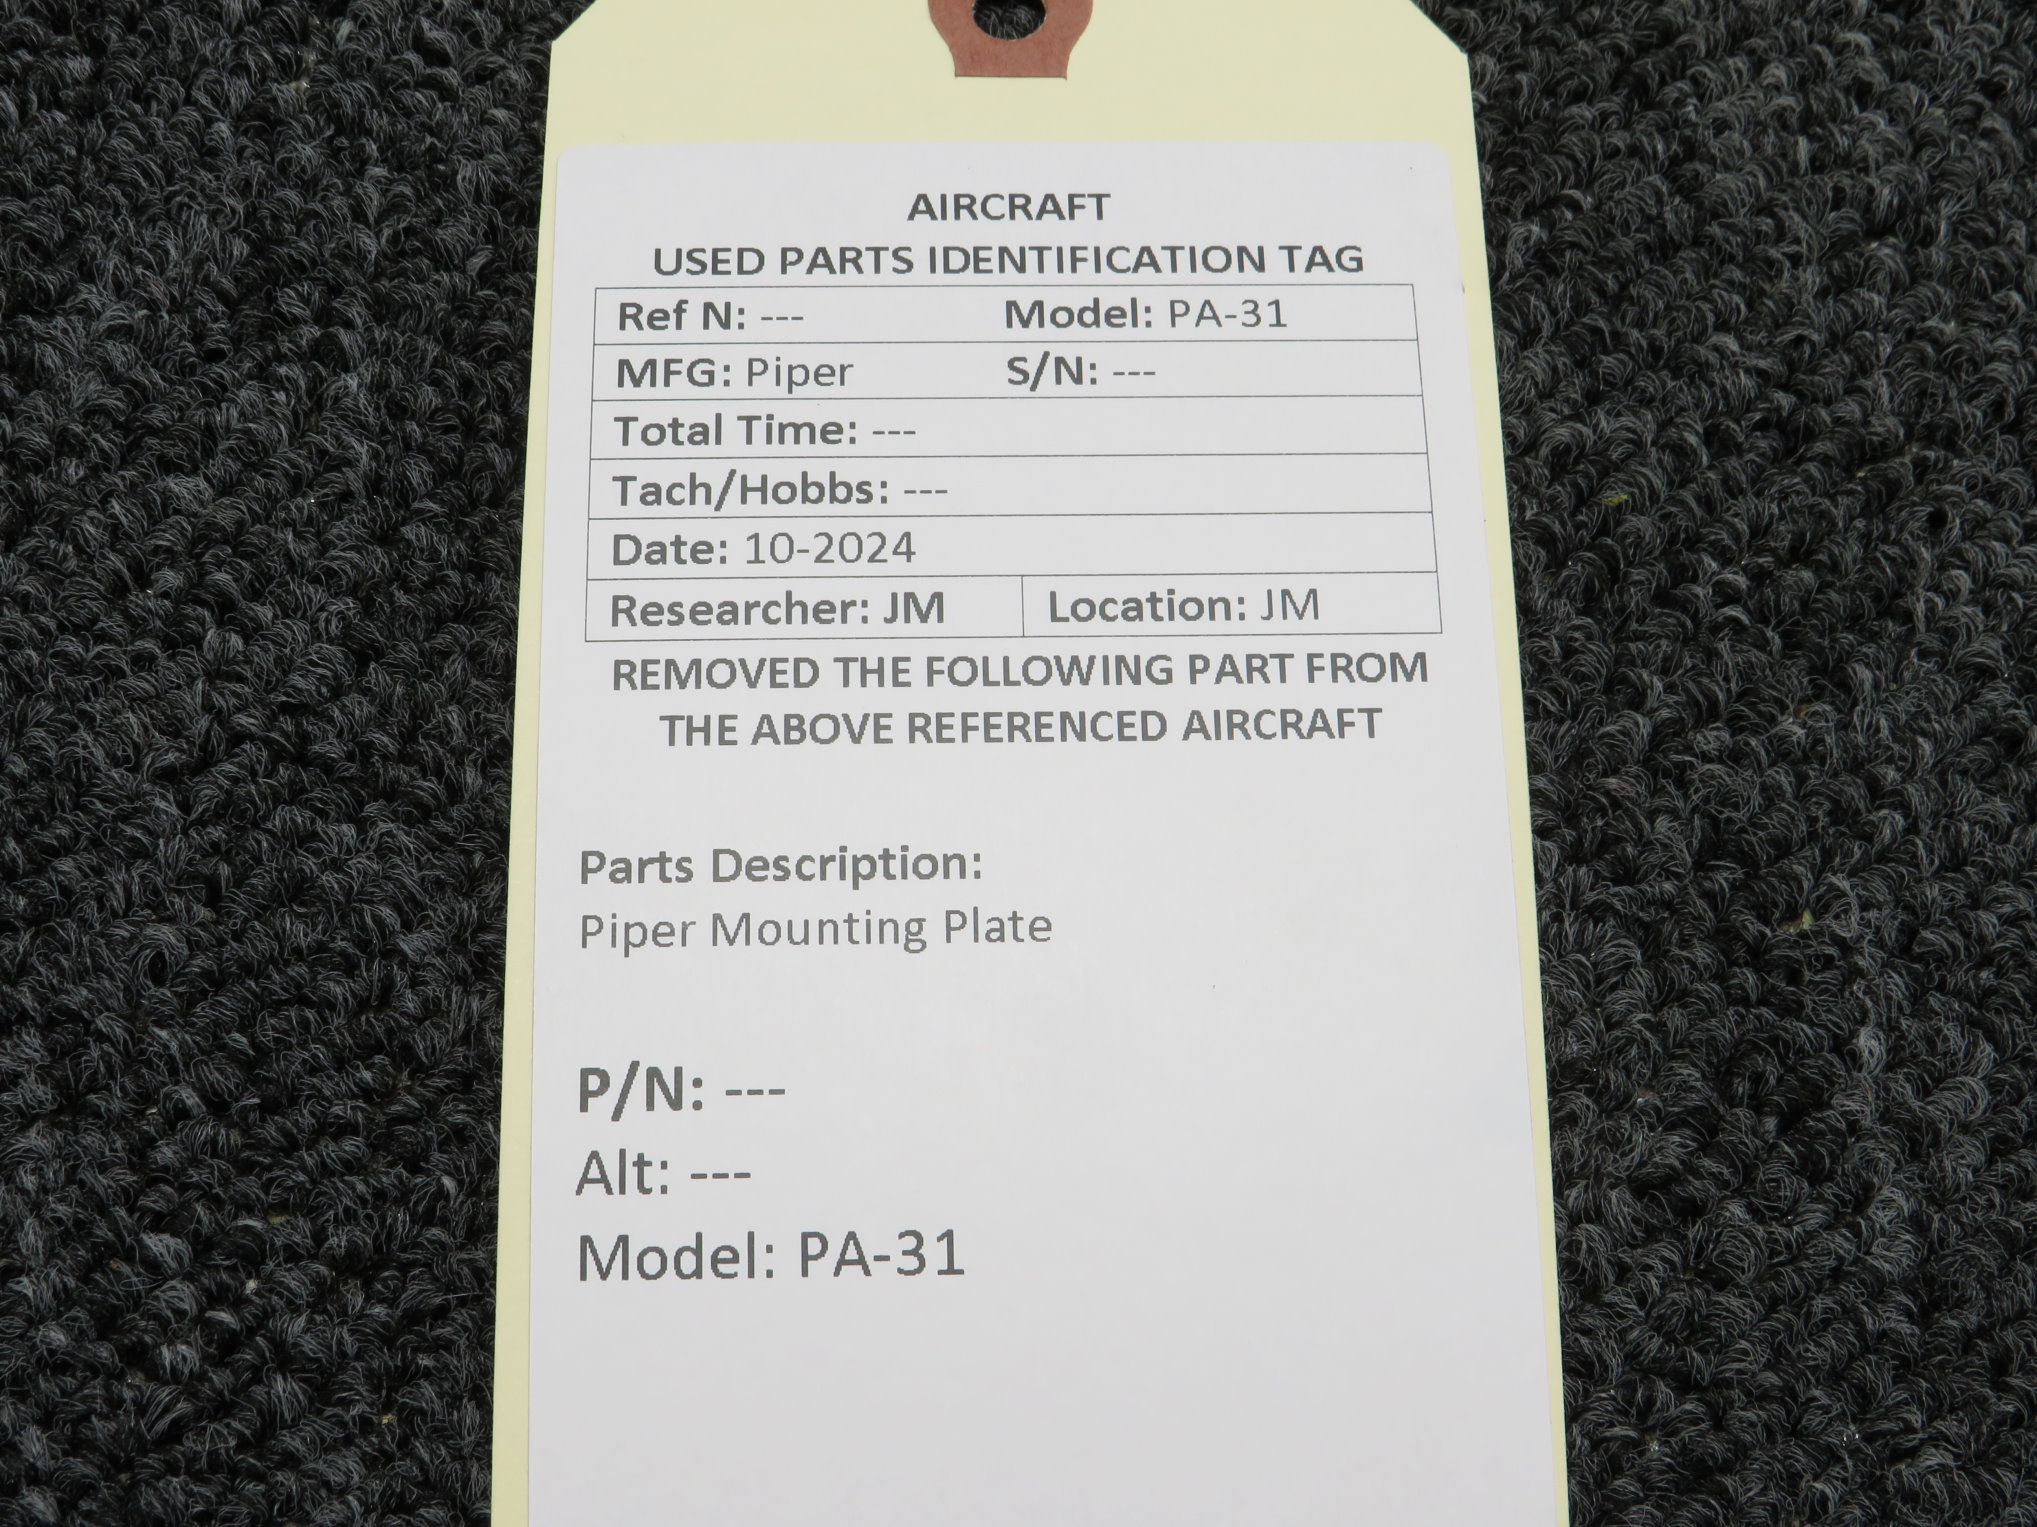 AIRCRAFT
USED PARTS IDENTIFICATION TAG
Ref N: --- Model: PA-31
MFG: Piper S/N: ---
Total Time: ---
Tach/Hobbs: ---
Date: 10-2024
Researcher: JM Location: JM
REMOVED THE FOLLOWING PART FROM
THE ABOVE REFERENCED AIRCRAFT
Parts Description:
Piper Mounting Plate
P/N: ---
Alt: ---
Model: PA-31